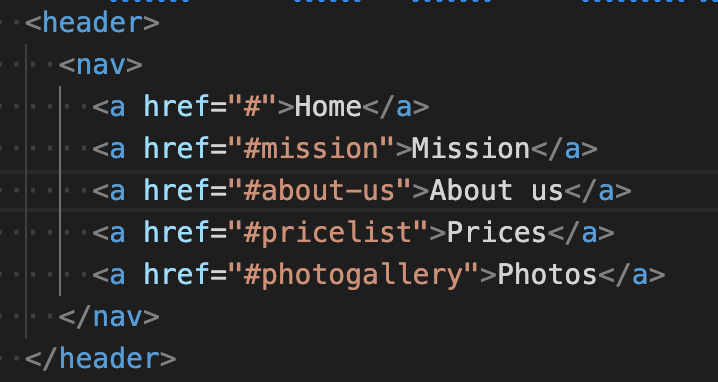 <header>
<nav>
<a href="#">Home</a>
<a href="#mission">Mission</a>
<a href="#about-us">About us</a>
<a href="#pricelist">Prices</a>
<a href="#photogallery">Photos</a>
</nav>
</header>